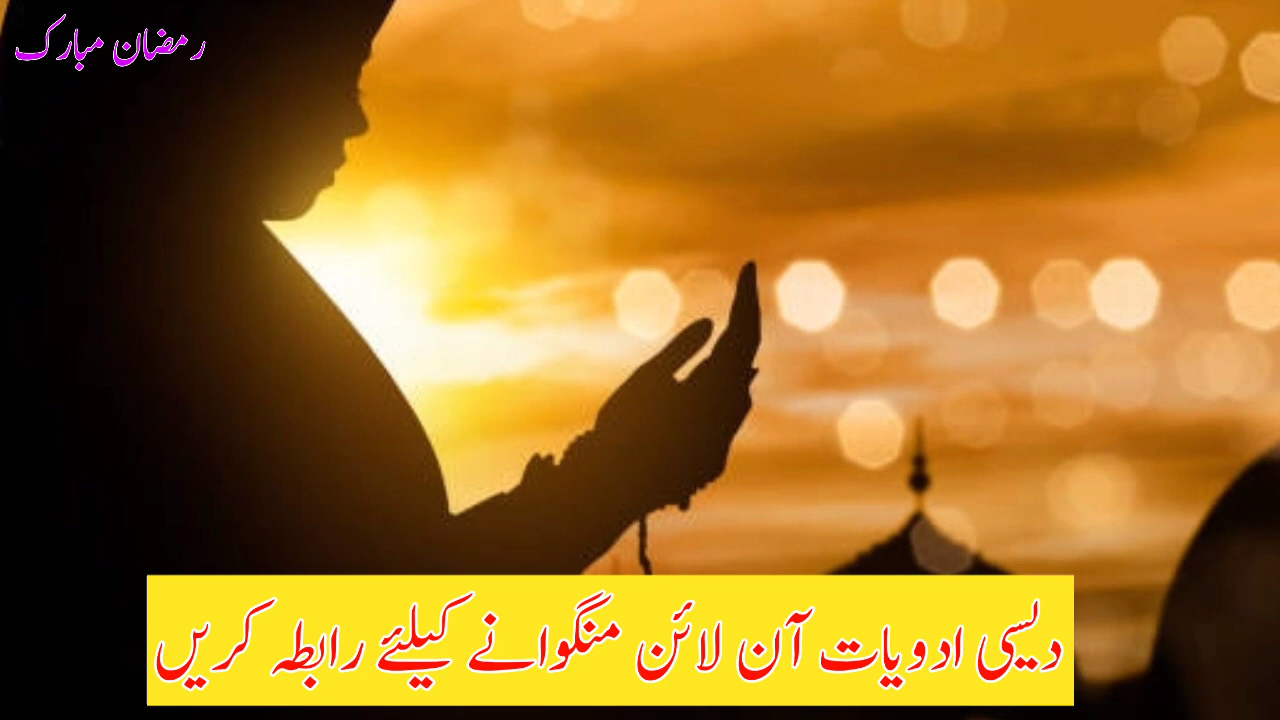 رمضان مبارک
دیسی ادویات آن لائن منگوانے کیلئے رابطہ کریں